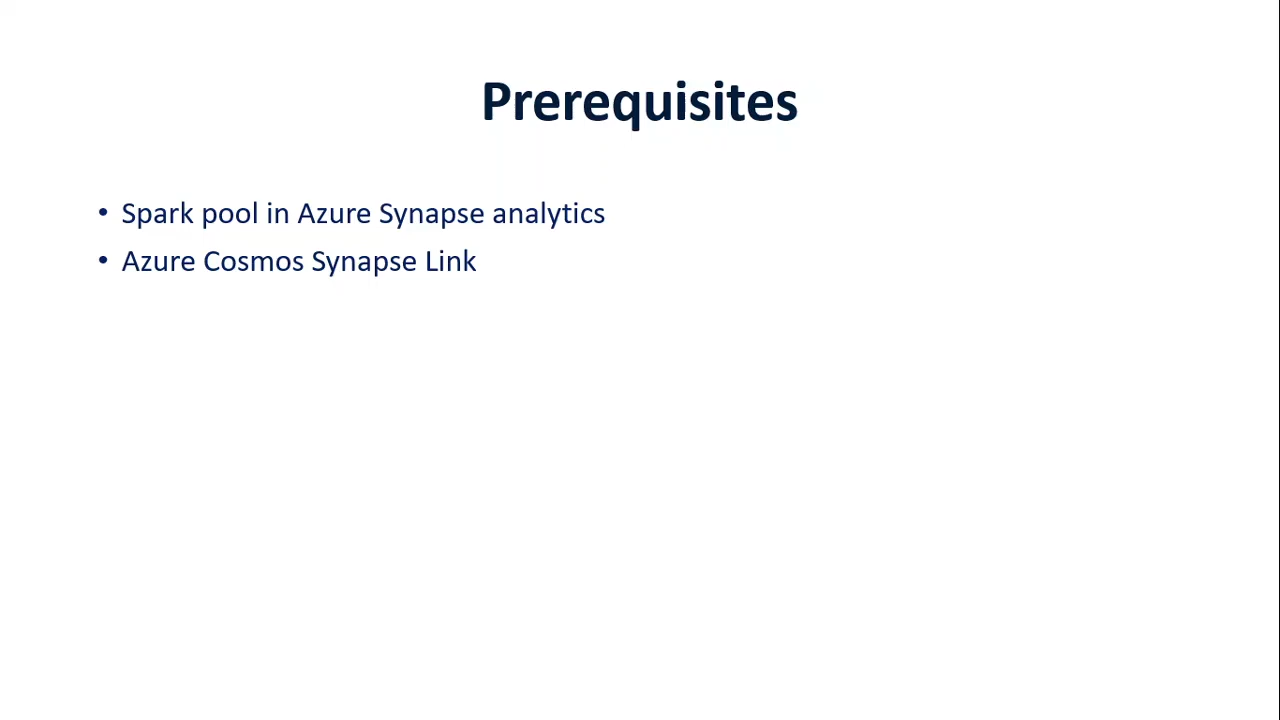 Prerequisites
• Spark pool in Azure Synapse analytics
• Azure Cosmos Synapse Link